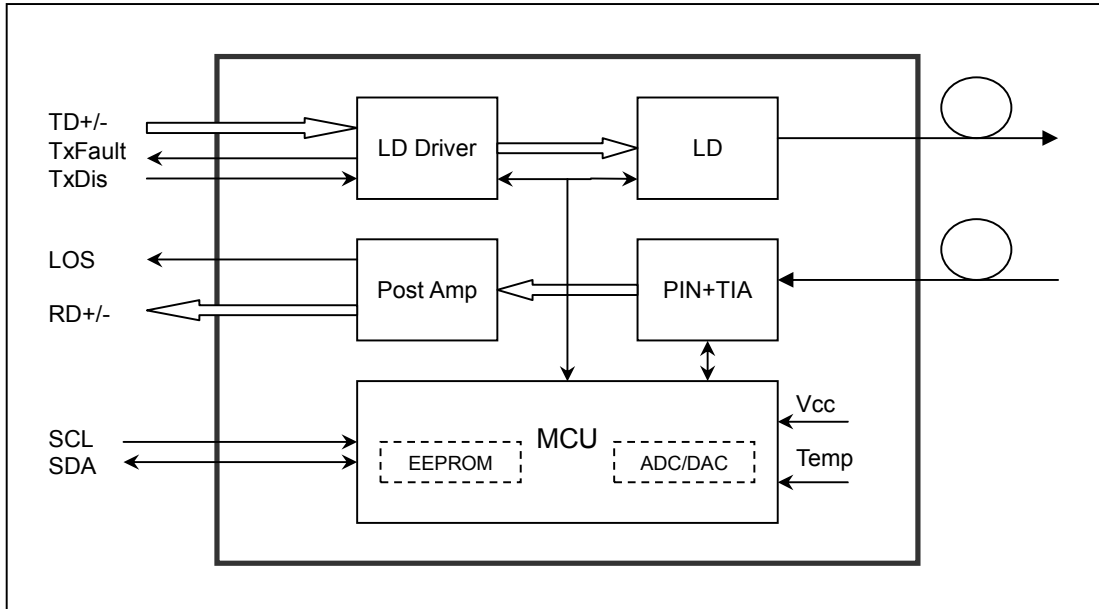 TD+/-
TxFault
TxDis
LD Driver
LD
LOS
RD+/-
Post Amp
PIN+TIA
SCL
SDA
MCU
EEPROM
ADC/DAC
Vcc
Temp